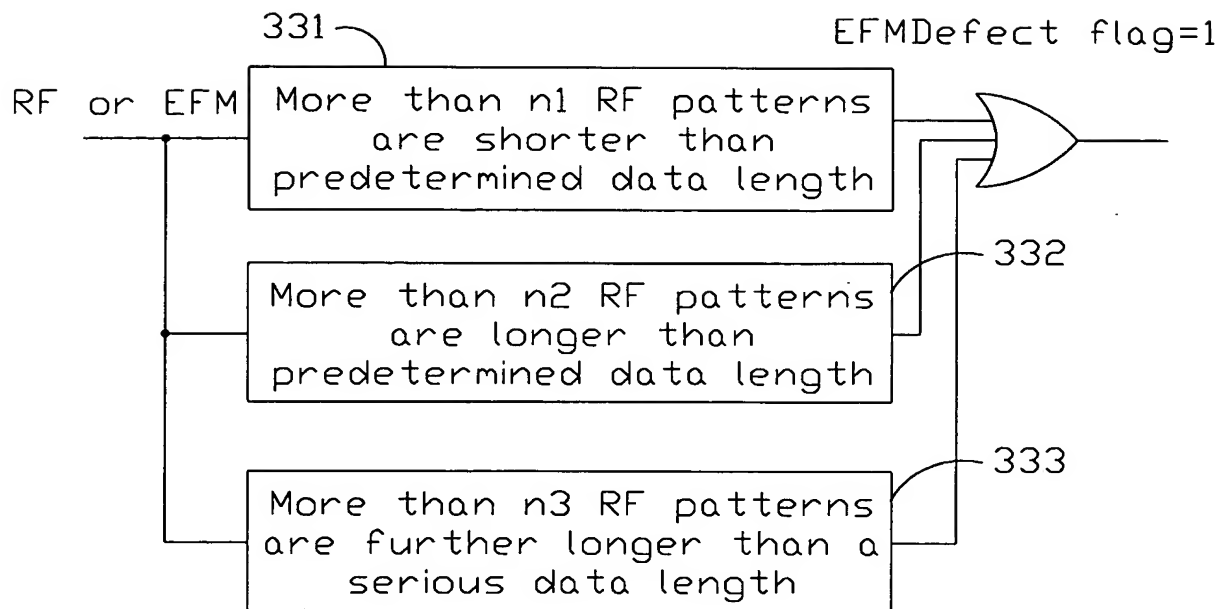 331
EFMDefect flag=1
RF or EFM
More than n1 RF patterns
are shorter than
predetermined data length
332
More than n2 RF patterns
are longer than
predetermined data length
333
More than n3 RF patterns
are further longer than a
serious data length